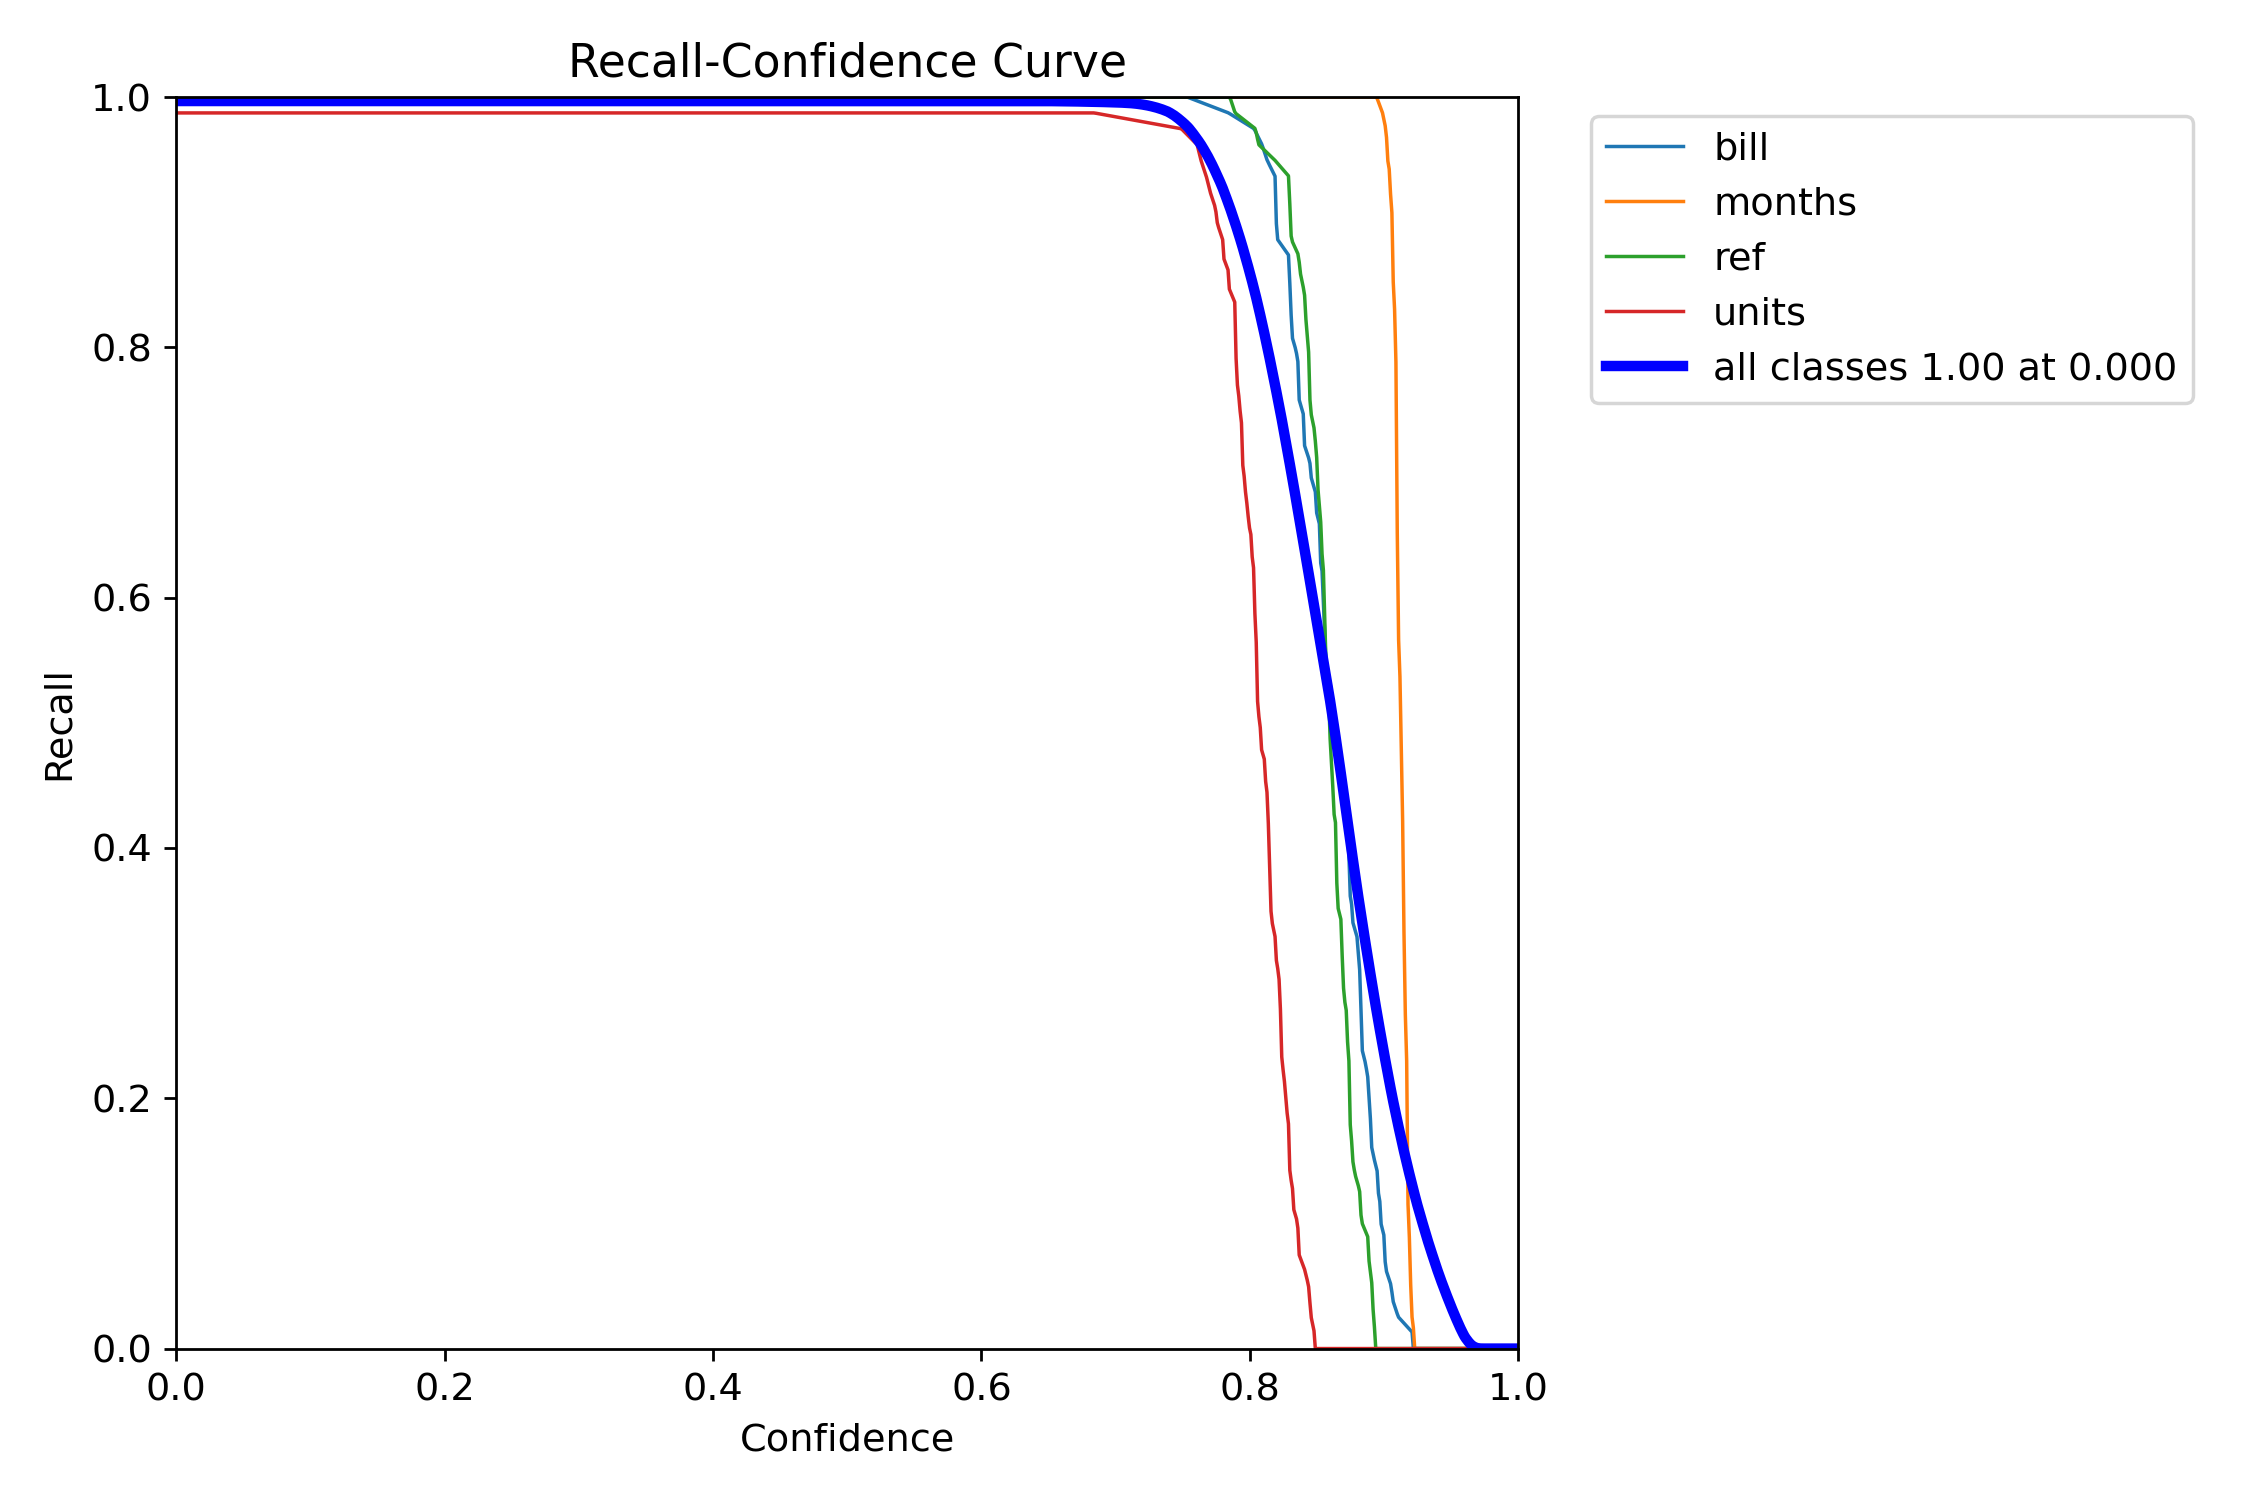 Recall-Confidence Curve
1.0
0.8
0.6
0.4
0.2
0.0
Recall
0.0 0.2 0.4 0.6 0.8 1.0
Confidence
bill
months
ref
units
all classes 1.00 at 0.000